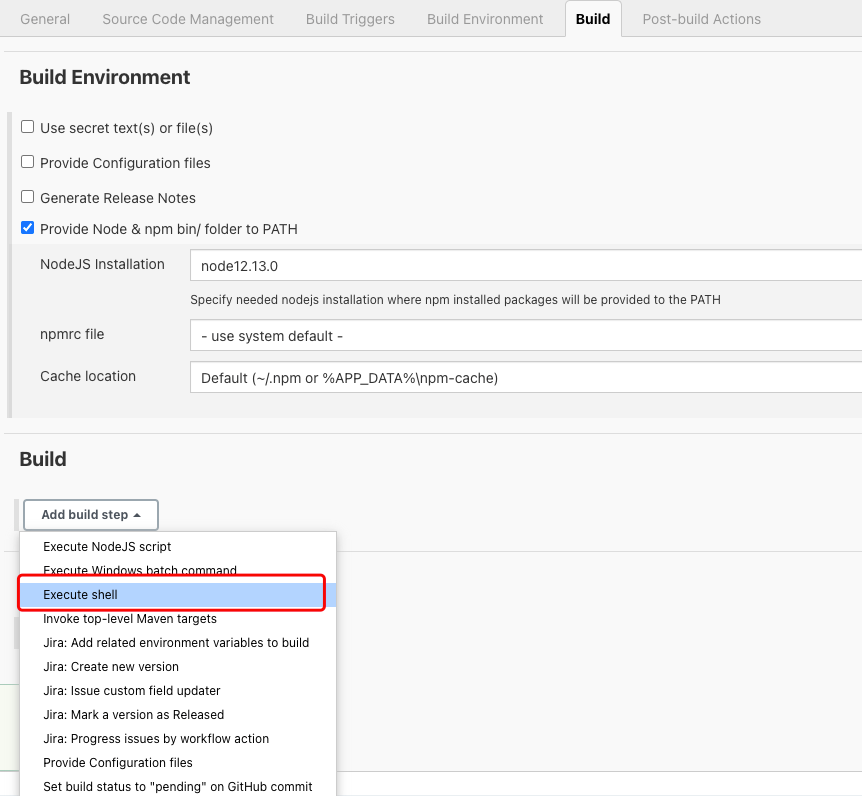 General Source Code Management Build Triggers Build Environment Build Post-build Actions
Build Environment
Use secret text(s) or file(s)
Provide Configuration files
Generate Release Notes
Provide Node & npm bin/ folder to PATH
NodeJS Installation node12.13.0
Specify needed nodejs installation where npm installed packages will be provided to the PATH
npmrc file - use system default -
Cache location Default (~/.npm or %APP_DATA%\npm-cache)
Build
Add build step
Execute NodeJS script
Execute Windows batch command
Execute shell
Invoke top-level Maven targets
Jira: Add related environment variables to build
Jira: Create new version
Jira: Issue custom field updater
Jira: Mark a version as Released
Jira: Progress issues by workflow action
Provide Configuration files
Set build status to "pending" on GitHub commit